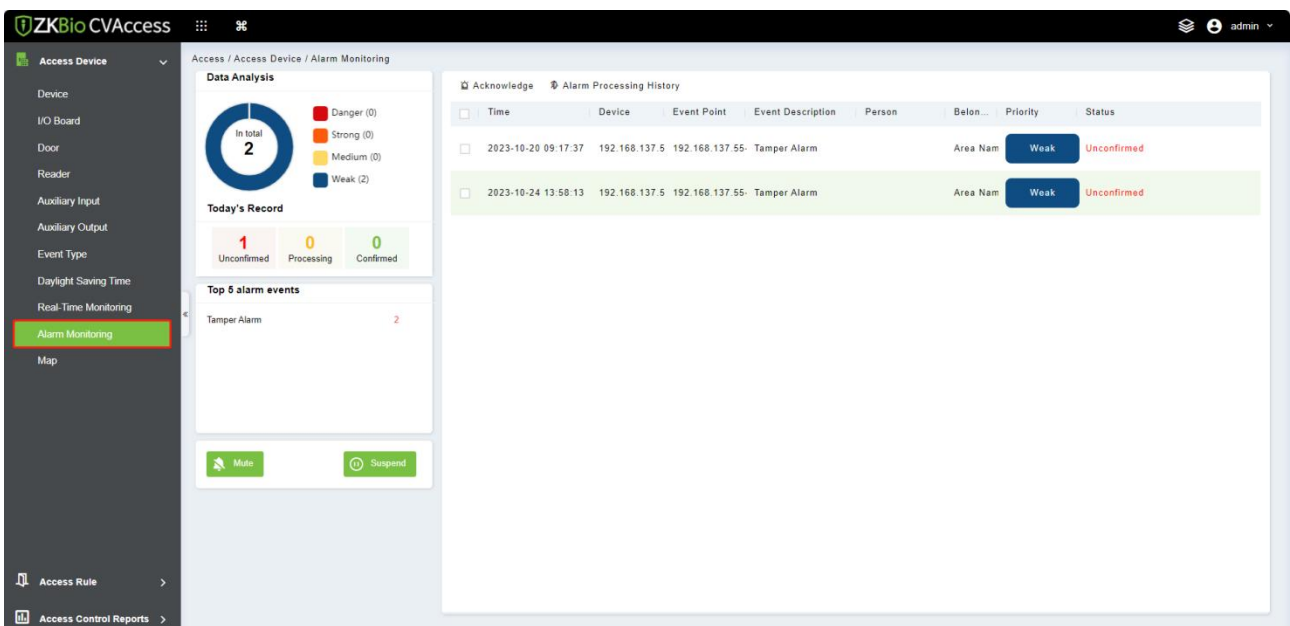 ZKBio CVAccess
admin
Access Device
Device
I/O Board
Door
Reader
Auxiliary Input
Auxiliary Output
Event Type
Daylight Saving Time
Real-Time Monitoring
Alarm Monitoring
Map
Access Rule
Access Control Reports
Access / Access Device / Alarm Monitoring
Data Analysis
In total
2
Danger (0)
Strong (0)
Medium (0)
Weak (2)
Today's Record
1 0 0
Unconfirmed Processing Confirmed
Top 5 alarm events
Tamper Alarm 2
Mute Suspend
Acknowledge Alarm Processing History
Time Device Event Point Event Description Person Belon... Priority Status
2023-10-20 09:17:37 192.168.137.5 192.168.137.55- Tamper Alarm Area Nam Weak Unconfirmed
2023-10-24 13:58:13 192.168.137.5 192.168.137.55- Tamper Alarm Area Nam Weak Unconfirmed